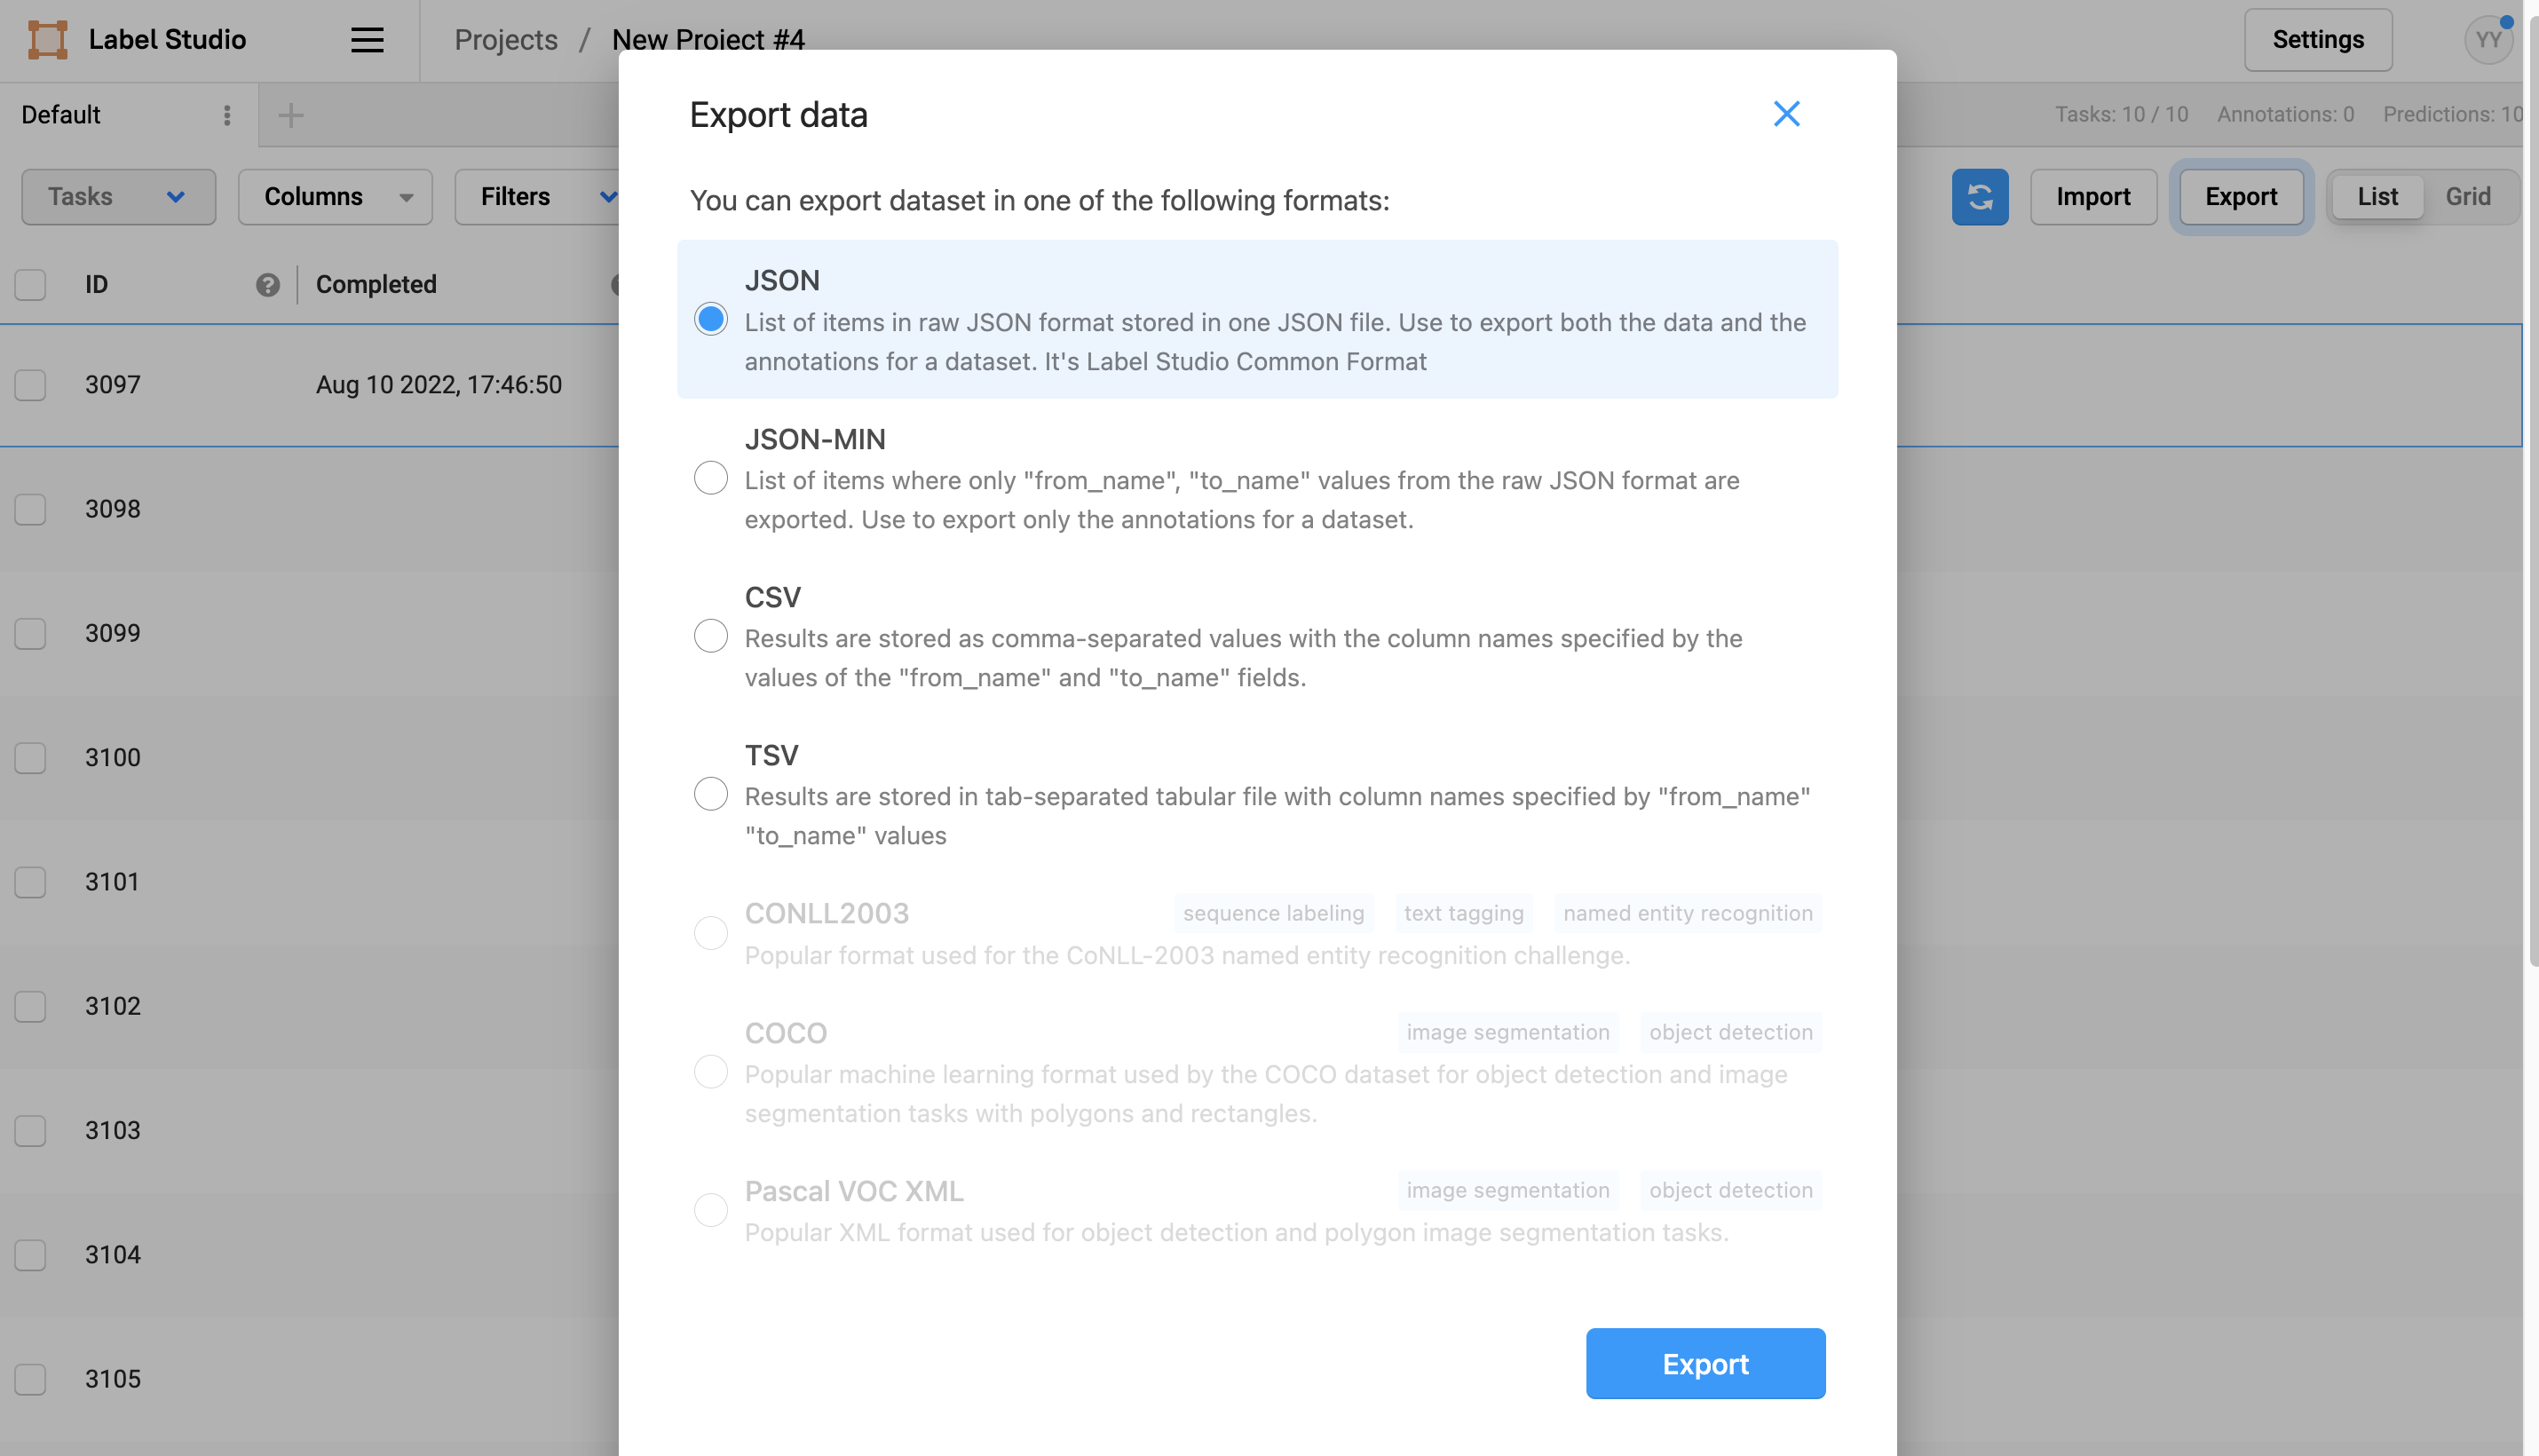 Label Studio
Projects / New Project #4
Settings
YY
Default
Tasks: 10 / 10 Annotations: 0 Predictions: 10
Tasks
Columns
Filters
Import
Export
List
Grid
ID
Completed
3097 Aug 10 2022, 17:46:50
3098
3099
3100
3101
3102
3103
3104
3105
Export data
You can export dataset in one of the following formats:
JSON
List of items in raw JSON format stored in one JSON file. Use to export both the data and the
annotations for a dataset. It's Label Studio Common Format
JSON-MIN
List of items where only "from_name", "to_name" values from the raw JSON format are
exported. Use to export only the annotations for a dataset.
CSV
Results are stored as comma-separated values with the column names specified by the
values of the "from_name" and "to_name" fields.
TSV
Results are stored in tab-separated tabular file with column names specified by "from_name"
"to_name" values
CONLL2003 sequence labeling text tagging named entity recognition
Popular format used for the CoNLL-2003 named entity recognition challenge.
COCO image segmentation object detection
Popular machine learning format used by the COCO dataset for object detection and image
segmentation tasks with polygons and rectangles.
Pascal VOC XML image segmentation object detection
Popular XML format used for object detection and polygon image segmentation tasks.
Export